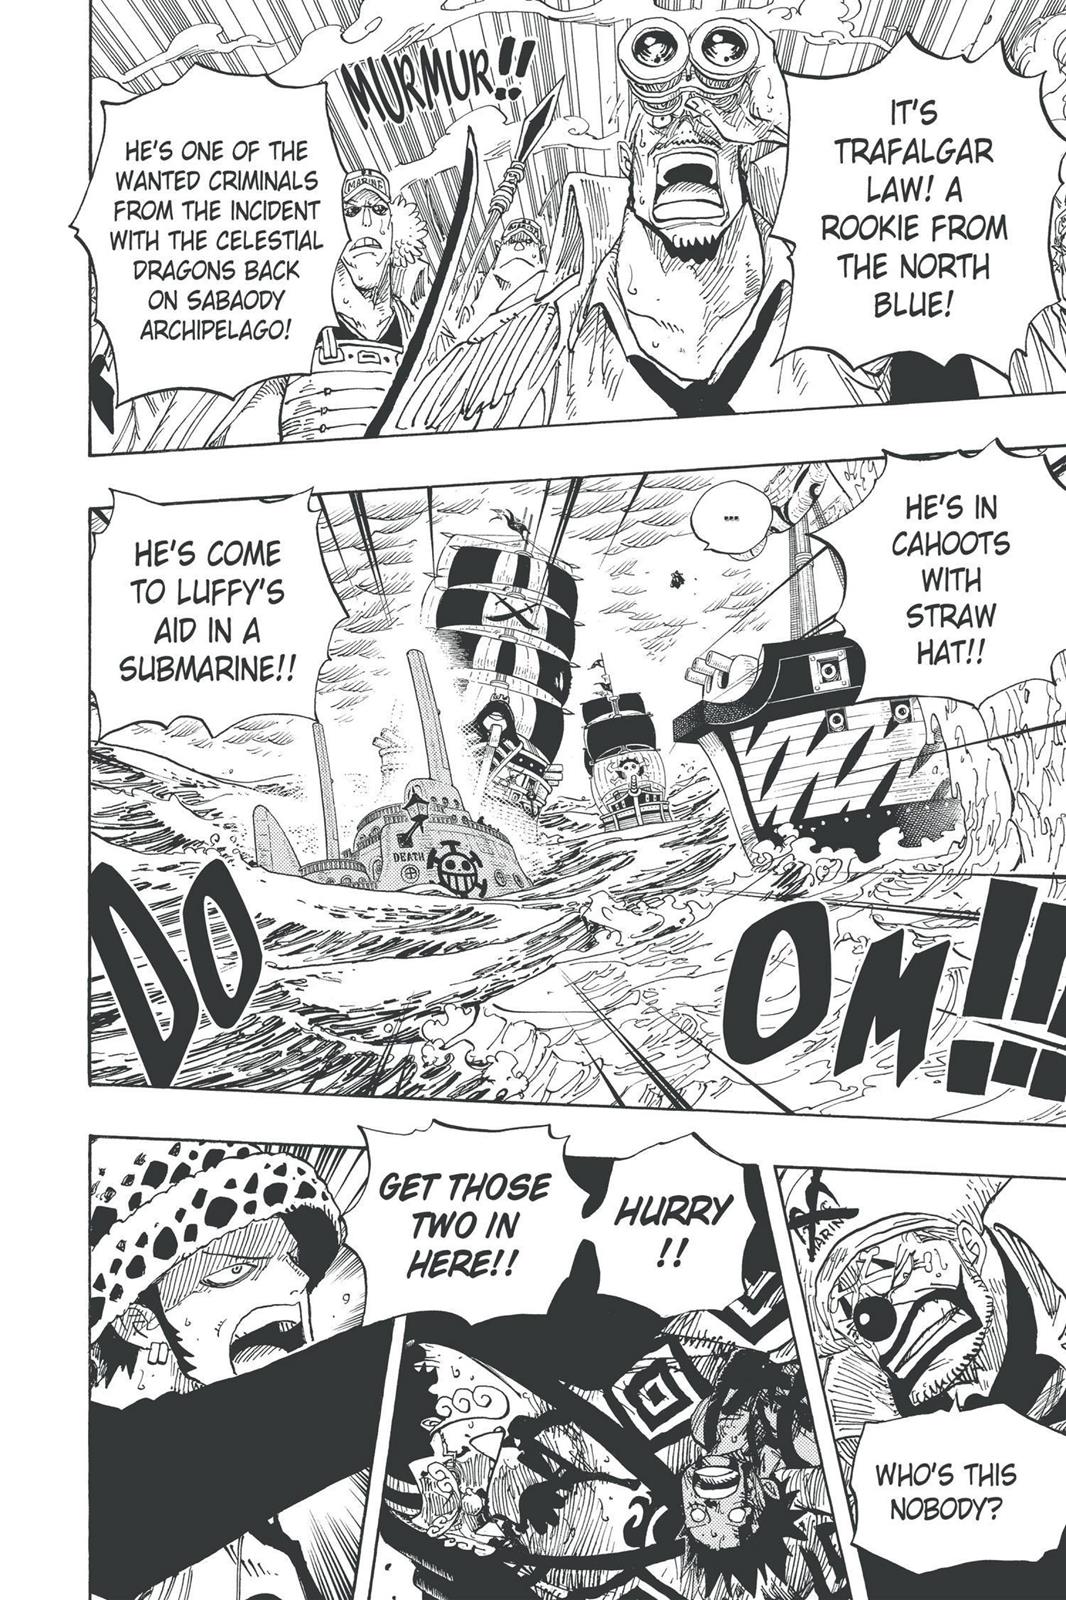 IT'S
TRAFALGAR
LAW! A
ROOKIE FROM
THE NORTH
BLUE!
MURMUR!!
MARINE
HE'S ONE OF THE
WANTED CRIMINALS
FROM THE INCIDENT
WITH THE CELESTIAL
DRAGONS BACK
ON SABAODY
ARCHIPELAGO!
HE'S IN
CAHOOTS
WITH
STRAW
HAT!!
...
HE'S COME
TO LUFFY'S
AID IN A
SUBMARINE!!
DEATH
DO
OM!!!
MARINE
WHO'S THIS
NOBODY?
HURRY
!!
GET THOSE
TWO IN
HERE!!